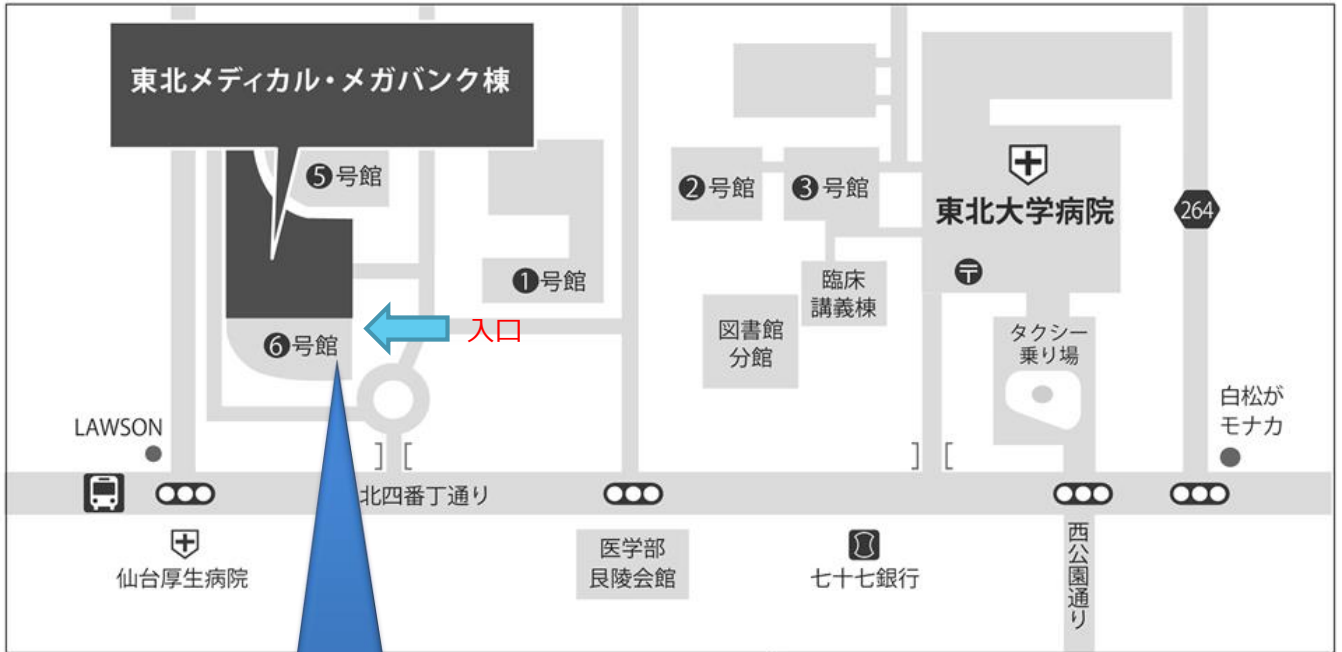 東北メディカル・メガバンク棟
❺号館
❷号館
❸号館
東北大学病院
264
❶号館
臨床
講義棟
〒
入口
❻号館
図書館
分館
タクシー
乗り場
LAWSON
白松が
モナカ
北四番丁通り
仙台厚生病院
医学部
艮陵会館
七十七銀行
西公園通り